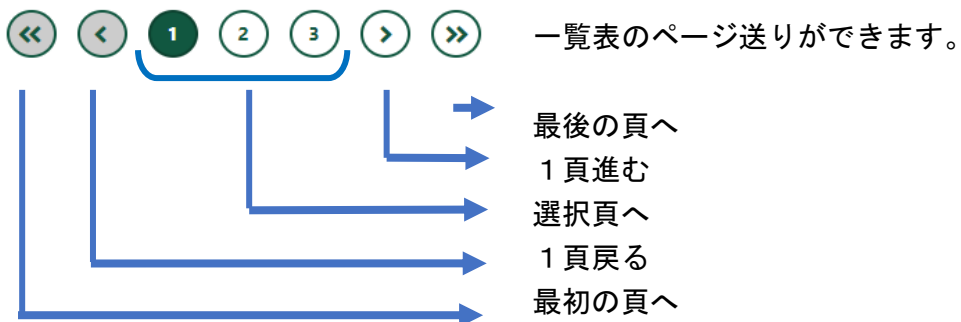 « ‹ 1 2 3 › » 一覧表のページ送りができます。
最後の頁へ
１頁進む
選択頁へ
１頁戻る
最初の頁へ